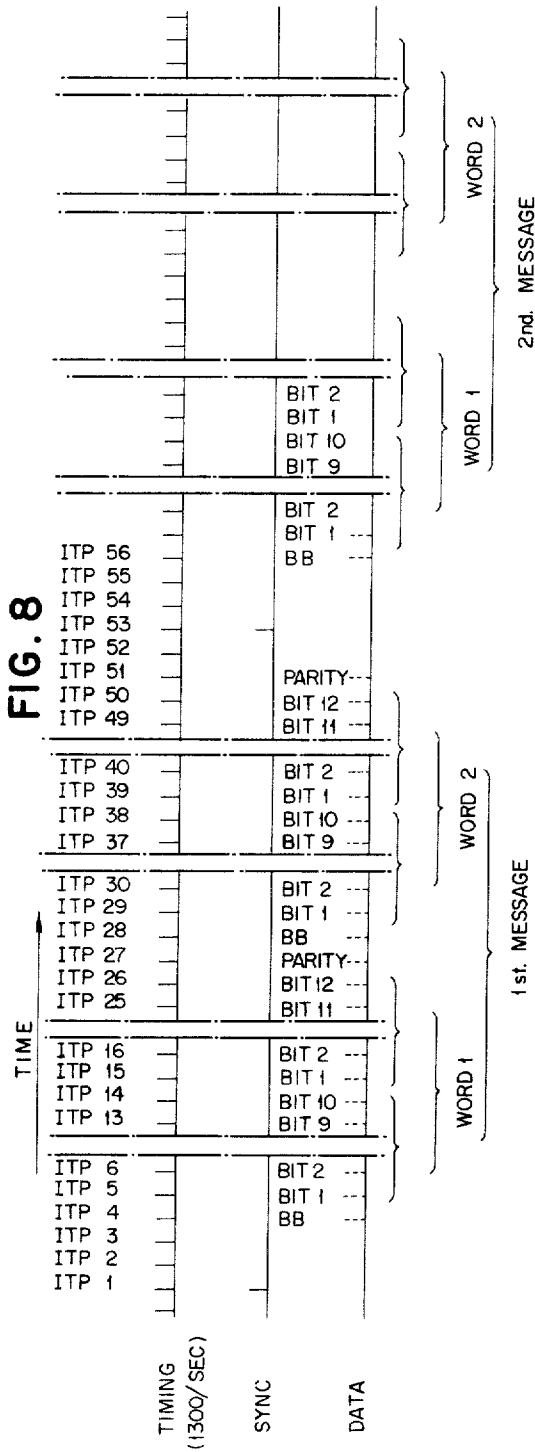 FIG. 8
TIME
ITP 1
ITP 2
ITP 3
ITP 4
ITP 5
ITP 6
ITP 13
ITP 14
ITP 15
ITP 16
ITP 25
ITP 26
ITP 27
ITP 28
ITP 29
ITP 30
ITP 37
ITP 38
ITP 39
ITP 40
ITP 49
ITP 50
ITP 51
ITP 52
ITP 53
ITP 54
ITP 55
ITP 56
TIMING
(1300/SEC)
SYNC
DATA
BB
BIT 1
BIT 2
BIT 9
BIT 10
BIT 1
BIT 2
BIT 11
BIT 12
PARITY
BB
BIT 1
BIT 2
BIT 9
BIT 10
BIT 1
BIT 2
BIT 11
BIT 12
PARITY
BB
BIT 1
BIT 2
BIT 9
BIT 10
BIT 1
BIT 2
WORD 1
WORD 2
WORD 1
WORD 2
1st. MESSAGE
2nd. MESSAGE